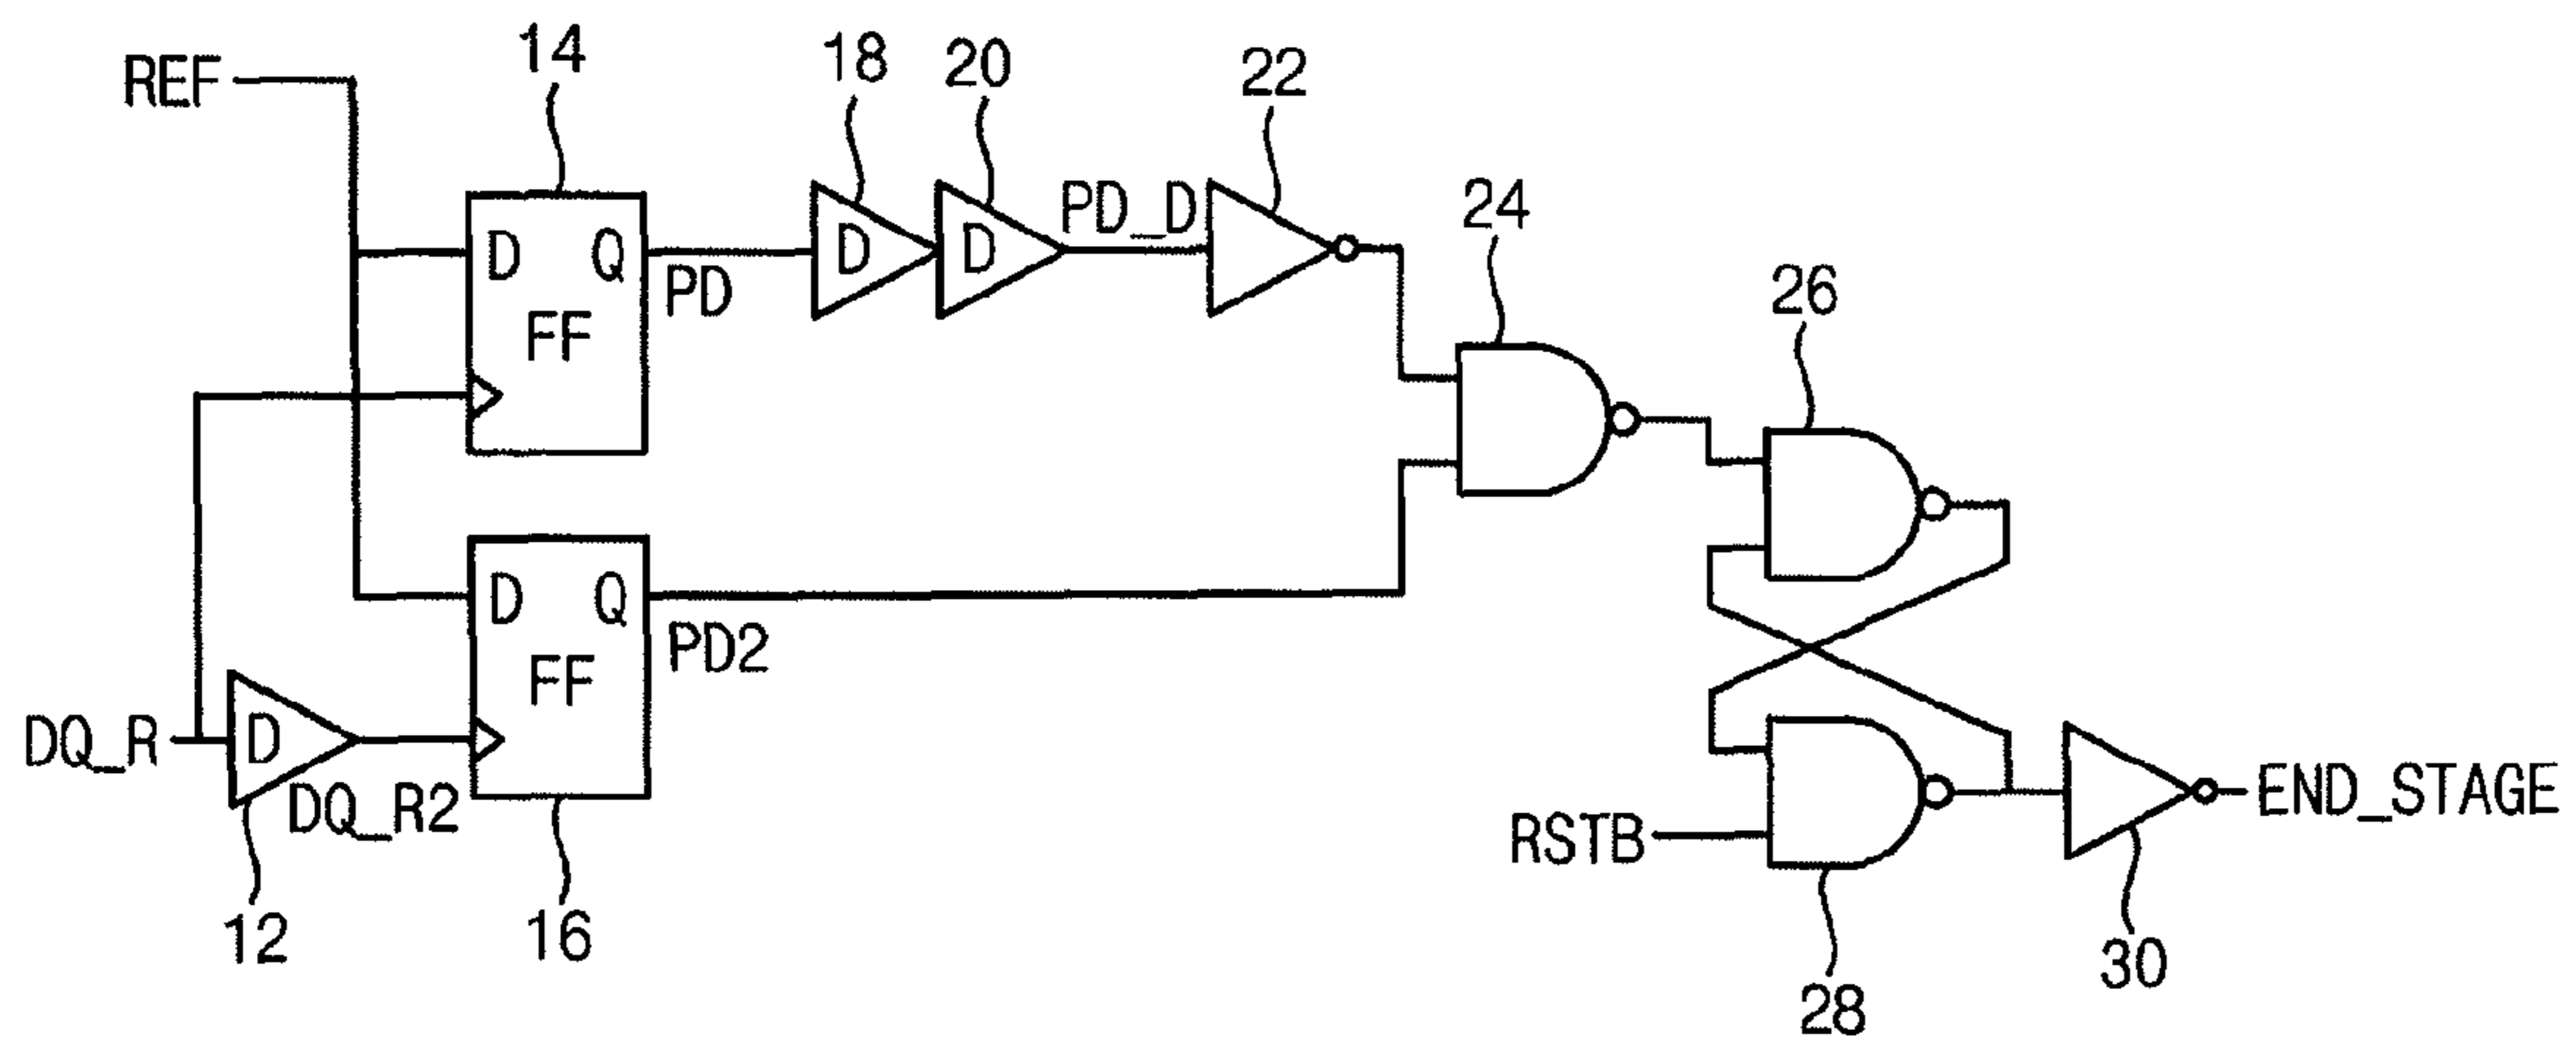 REF
14
18
20
22
24
26
D
Q
FF
PD
D
D
PD_D
D
Q
FF
PD2
DQ_R
D
DQ_R2
12
16
RSTB
28
30
END_STAGE